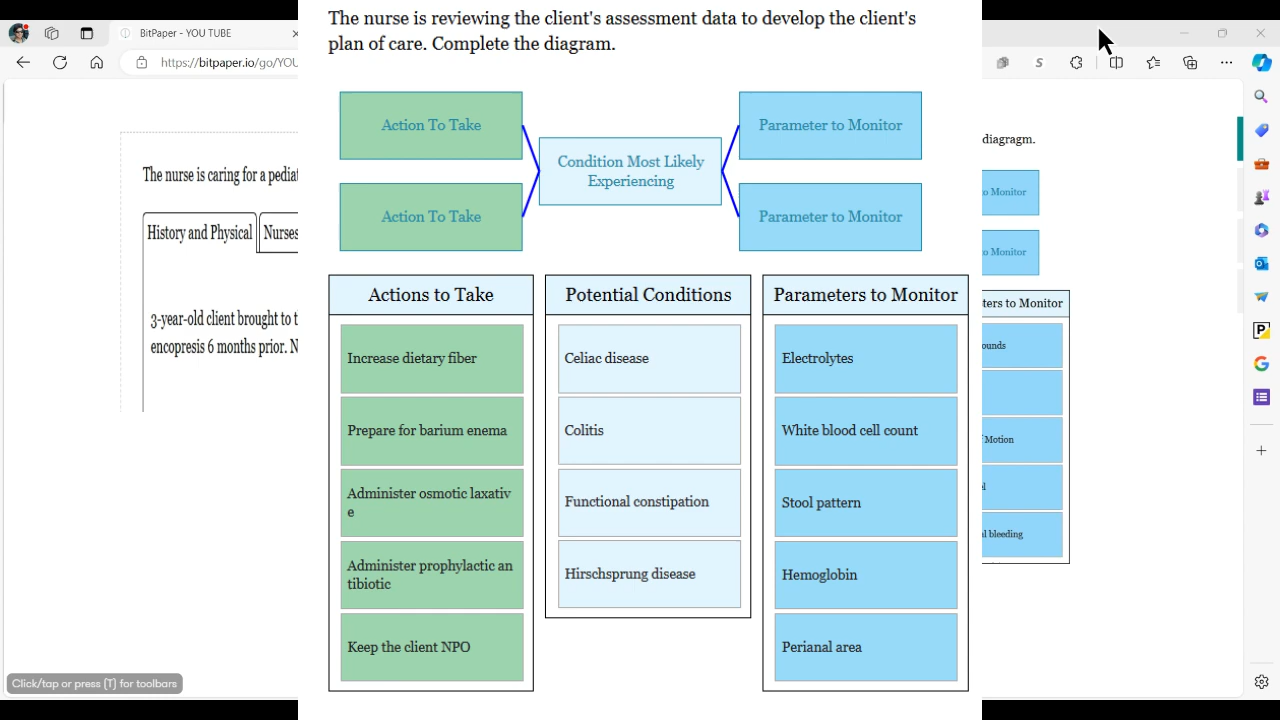 BitPaper - YOU TUBE
https://bitpaper.io/go/YOU
The nurse is reviewing the client's assessment data to develop the client's
plan of care. Complete the diagram.
Action To Take
Action To Take
Condition Most Likely
Experiencing
Parameter to Monitor
Parameter to Monitor
Actions to Take
Increase dietary fiber
Prepare for barium enema
Administer osmotic laxativ
e
Administer prophylactic an
tibiotic
Keep the client NPO
Potential Conditions
Celiac disease
Colitis
Functional constipation
Hirschsprung disease
Parameters to Monitor
Electrolytes
White blood cell count
Stool pattern
Hemoglobin
Perianal area
The nurse is caring for a pediat
History and Physical
Nurses
3-year-old client brought to t
encopresis 6 months prior. N
Click/tap or press (T) for toolbars
diagragm.
to Monitor
to Monitor
ters to Monitor
ounds
f Motion
el
al bleeding